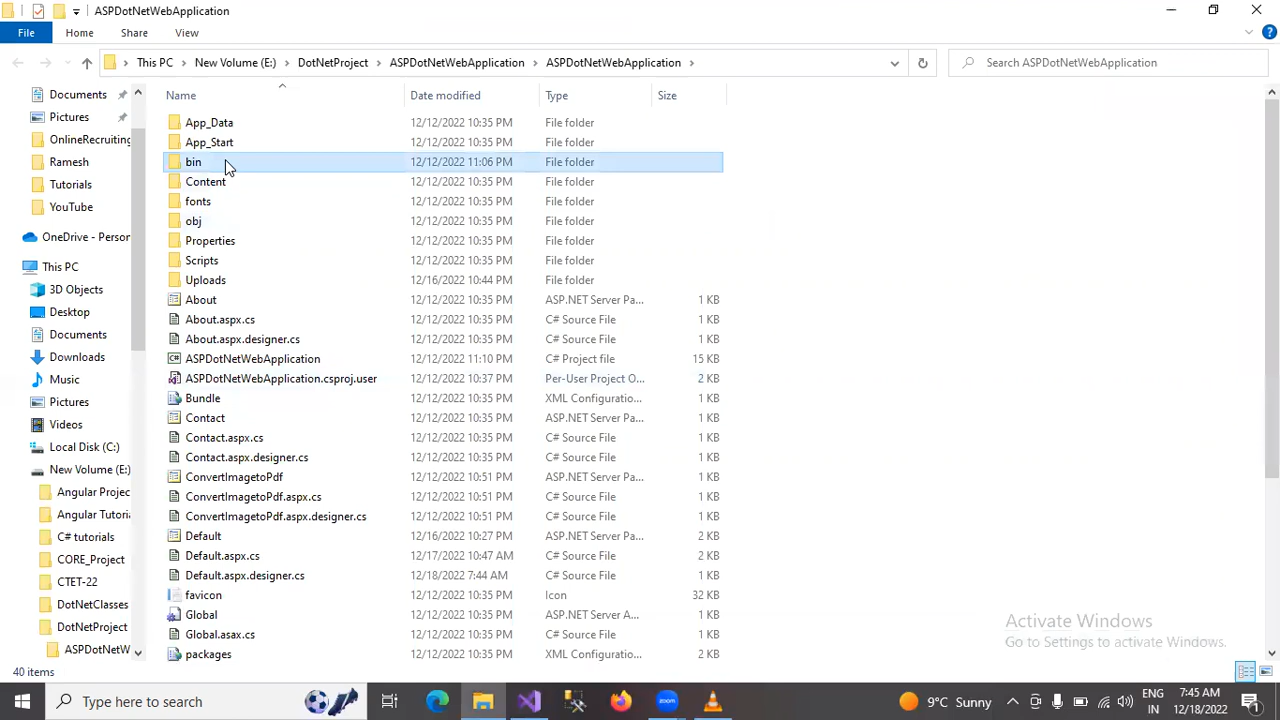 ASPDotNetWebApplication
File Home Share View
This PC New Volume (E:) DotNetProject ASPDotNetWebApplication ASPDotNetWebApplication
Search ASPDotNetWebApplication
Documents
Pictures
OnlineRecruiting
Ramesh
Tutorials
YouTube
OneDrive - Person
This PC
3D Objects
Desktop
Documents
Downloads
Music
Pictures
Videos
Local Disk (C:)
New Volume (E:)
Angular Projec
Angular Tutoria
C# tutorials
CORE_Project
CTET-22
DotNetClasses
DotNetProject
ASPDotNetW
Name Date modified Type Size
App_Data 12/12/2022 10:35 PM File folder
App_Start 12/12/2022 10:35 PM File folder
bin 12/12/2022 11:06 PM File folder
Content 12/12/2022 10:35 PM File folder
fonts 12/12/2022 10:35 PM File folder
obj 12/12/2022 10:35 PM File folder
Properties 12/12/2022 10:35 PM File folder
Scripts 12/12/2022 10:35 PM File folder
Uploads 12/16/2022 10:44 PM File folder
About 12/12/2022 10:35 PM ASP.NET Server Pa... 1 KB
About.aspx.cs 12/12/2022 10:35 PM C# Source File 1 KB
About.aspx.designer.cs 12/12/2022 10:35 PM C# Source File 1 KB
ASPDotNetWebApplication 12/12/2022 11:10 PM C# Project file 15 KB
ASPDotNetWebApplication.csproj.user 12/12/2022 10:37 PM Per-User Project O... 2 KB
Bundle 12/12/2022 10:35 PM XML Configuratio... 1 KB
Contact 12/12/2022 10:35 PM ASP.NET Server Pa... 1 KB
Contact.aspx.cs 12/12/2022 10:35 PM C# Source File 1 KB
Contact.aspx.designer.cs 12/12/2022 10:35 PM C# Source File 1 KB
ConvertImagetoPdf 12/12/2022 10:51 PM ASP.NET Server Pa... 1 KB
ConvertImagetoPdf.aspx.cs 12/12/2022 10:51 PM C# Source File 1 KB
ConvertImagetoPdf.aspx.designer.cs 12/12/2022 10:51 PM C# Source File 1 KB
Default 12/16/2022 10:27 PM ASP.NET Server Pa... 2 KB
Default.aspx.cs 12/17/2022 10:47 AM C# Source File 2 KB
Default.aspx.designer.cs 12/18/2022 7:44 AM C# Source File 2 KB
favicon 12/12/2022 10:35 PM Icon 32 KB
Global 12/12/2022 10:35 PM ASP.NET Server A... 1 KB
Global.asax.cs 12/12/2022 10:35 PM C# Source File 1 KB
packages 12/12/2022 10:35 PM XML Configuratio... 2 KB
Activate Windows
Go to Settings to activate Windows.
40 items
Type here to search
9°C Sunny
ENG
IN
7:45 AM
12/18/2022
1